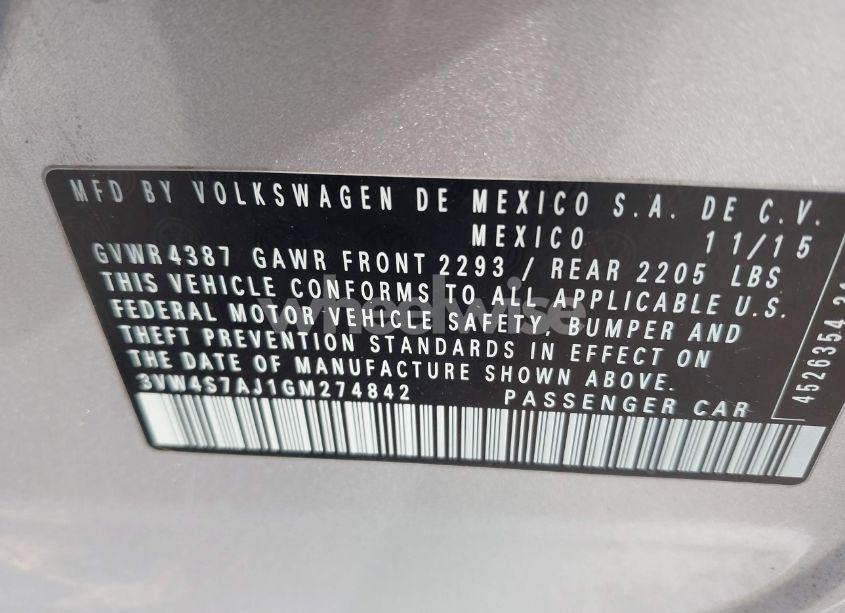 MFD BY VOLKSWAGEN DE MEXICO S.A. DE C.V.
MEXICO 11/15
GVWR 4387 GAWR FRONT 2293 / REAR 2205 LBS
THIS VEHICLE CONFORMS TO ALL APPLICABLE U.S.
FEDERAL MOTOR VEHICLE SAFETY, BUMPER AND
THEFT PREVENTION STANDARDS IN EFFECT ON
THE DATE OF MANUFACTURE SHOWN ABOVE.
3VW4S7AJ1GM274842 PASSENGER CAR
4526354
wheelwise